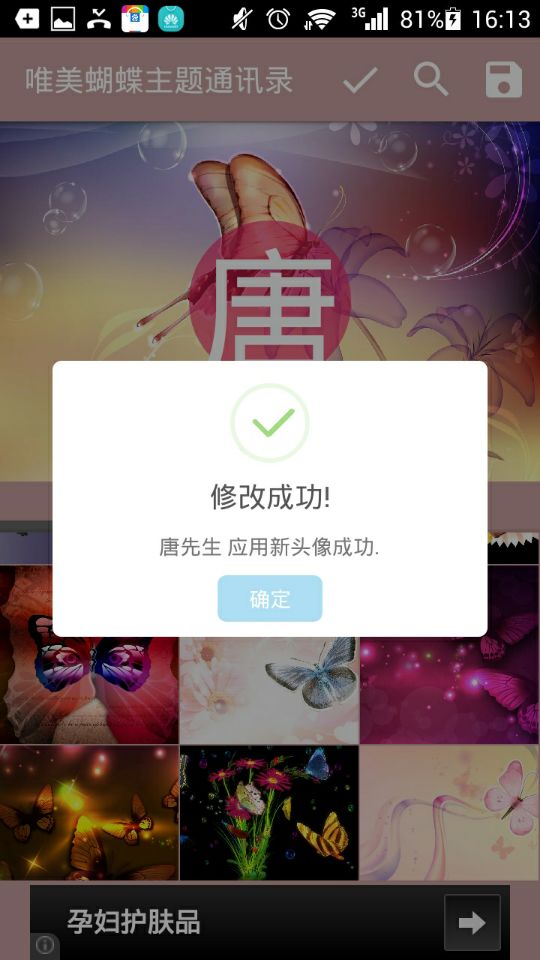 3G 81% 16:13
唯美蝴蝶主题通讯录
唐
修改成功!
唐先生 应用新头像成功.
确定
孕妇护肤品